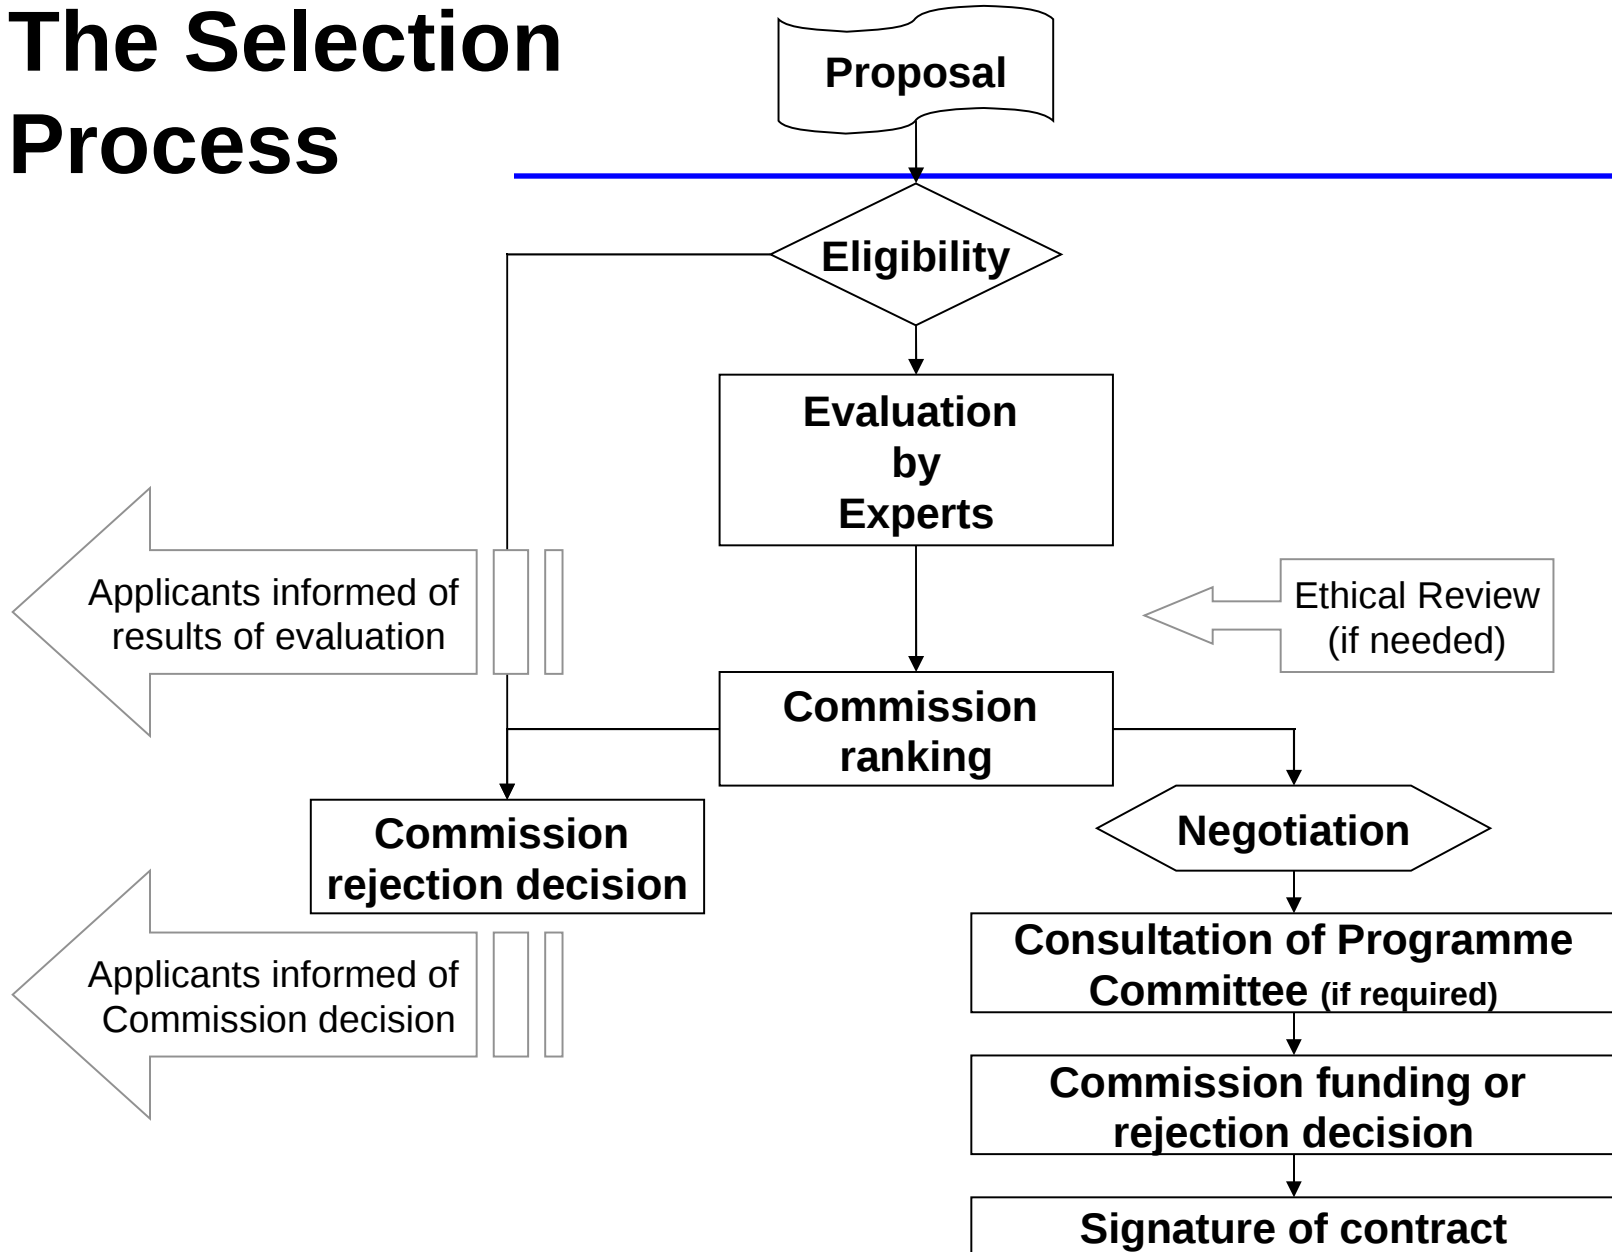 The Selection
Process
Proposal
Eligibility
Evaluation
by
Experts
Applicants informed of
results of evaluation
Ethical Review
(if needed)
Commission
ranking
Commission
rejection decision
Negotiation
Applicants informed of
Commission decision
Consultation of Programme
Committee (if required)
Commission funding or
rejection decision
Signature of contract